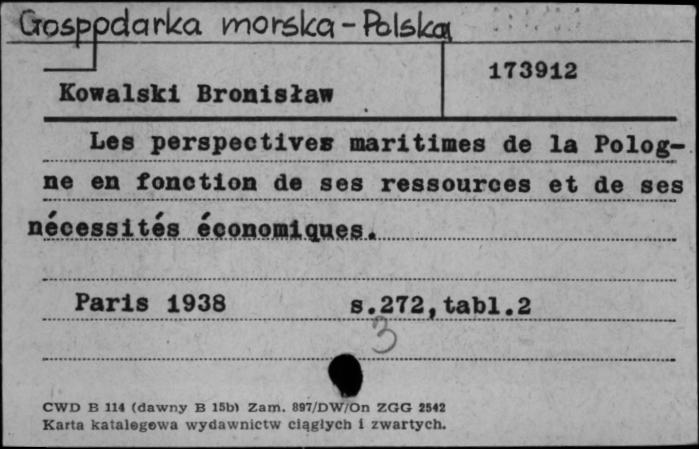 Gospodarka morska - Polska
173912
Kowalski Bronisław
Les perspectives maritimes de la Polog-
ne en fonction de ses ressources et de ses
nécessités économiques.
Paris 1938 s.272,tabl.2
3
CWD B 114 (dawny B 15b) Zam. 897/DW/On ZGG 2542
Karta katalogowa wydawnictw ciągłych i zwartych.